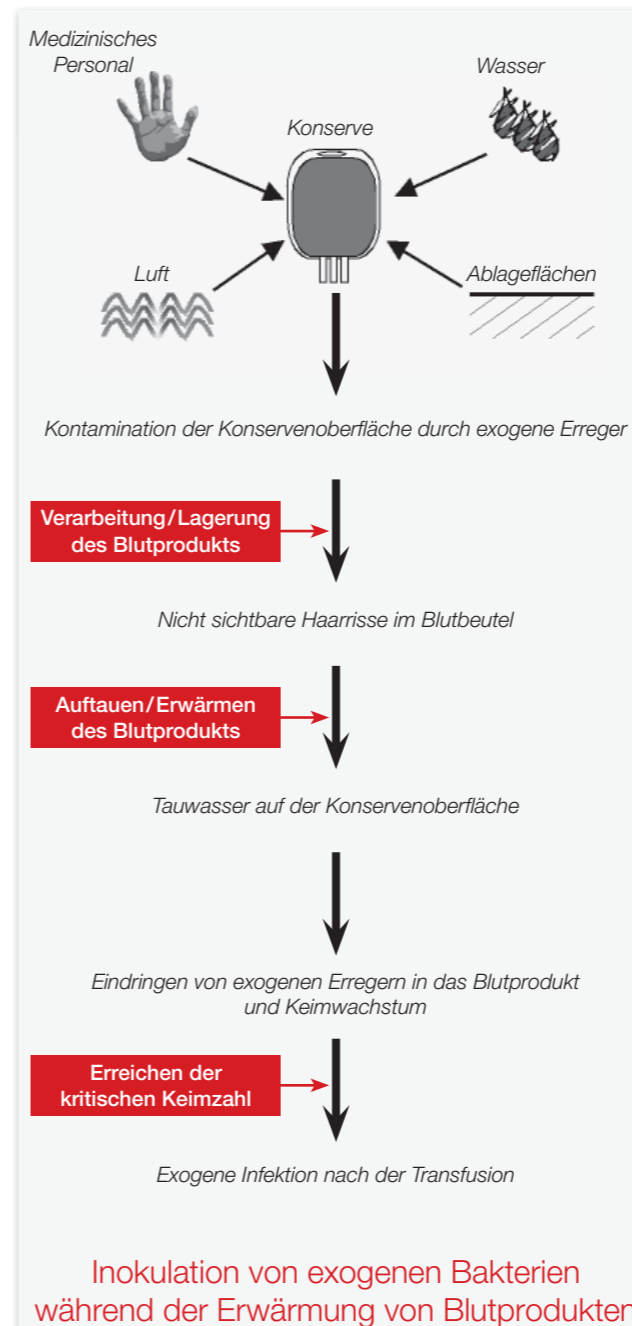 Medizinisches
Personal
Wasser
Konserve
Luft
Ablageflächen
Kontamination der Konservenoberfläche durch exogene Erreger
Verarbeitung/Lagerung
des Blutprodukts
Nicht sichtbare Haarrisse im Blutbeutel
Auftauen/Erwärmen
des Blutprodukts
Tauwasser auf der Konservenoberfläche
Eindringen von exogenen Erregern in das Blutprodukt
und Keimwachstum
Erreichen der
kritischen Keimzahl
Exogene Infektion nach der Transfusion
Inokulation von exogenen Bakterien
während der Erwärmung von Blutprodukten